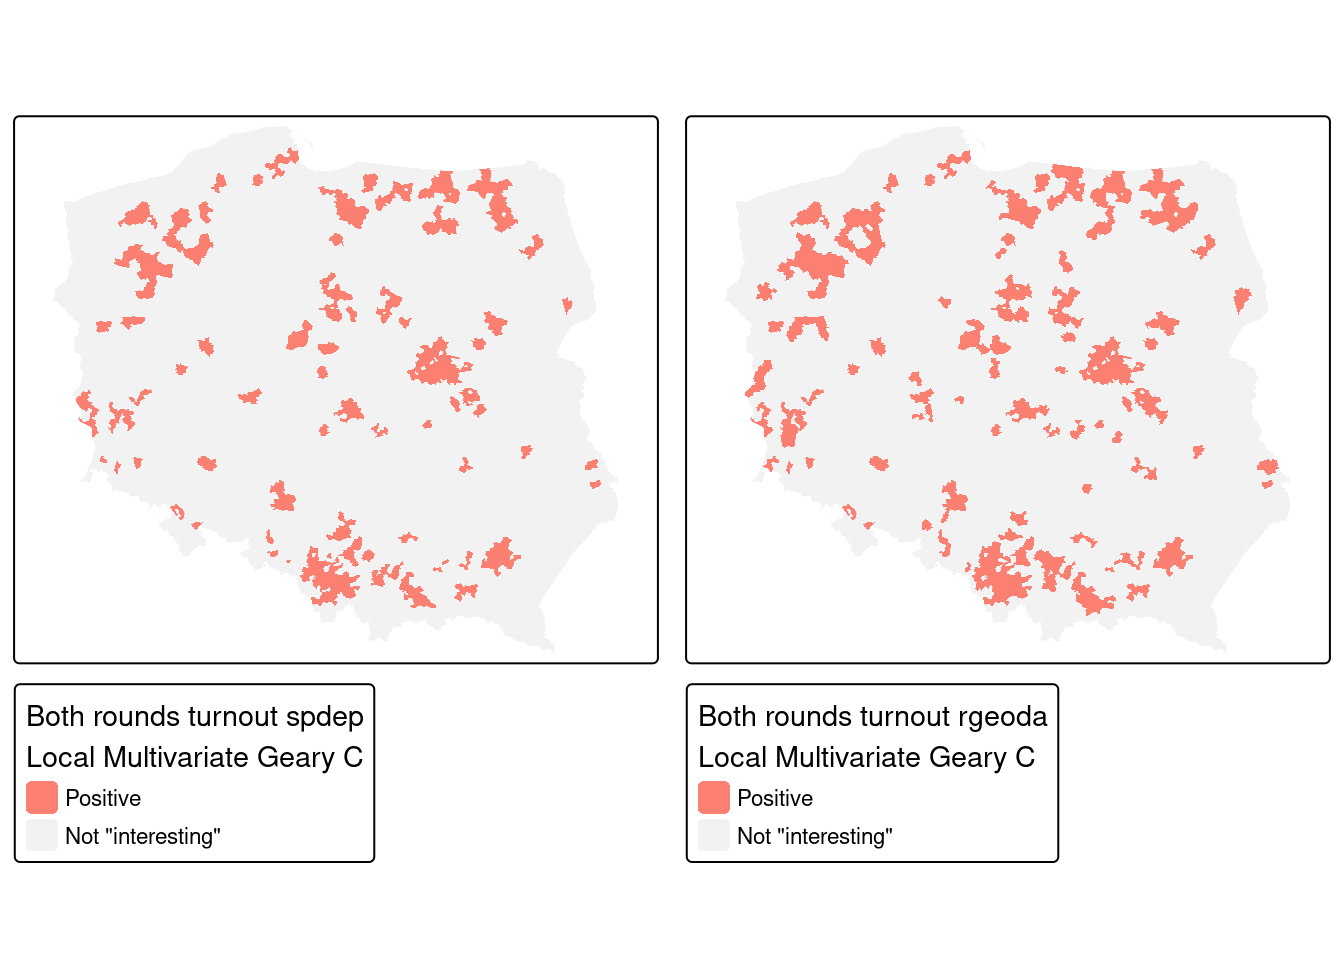 Both rounds turnout spdep
Local Multivariate Geary C
Positive
Not "interesting"
Both rounds turnout rgeoda
Local Multivariate Geary C
Positive
Not "interesting"